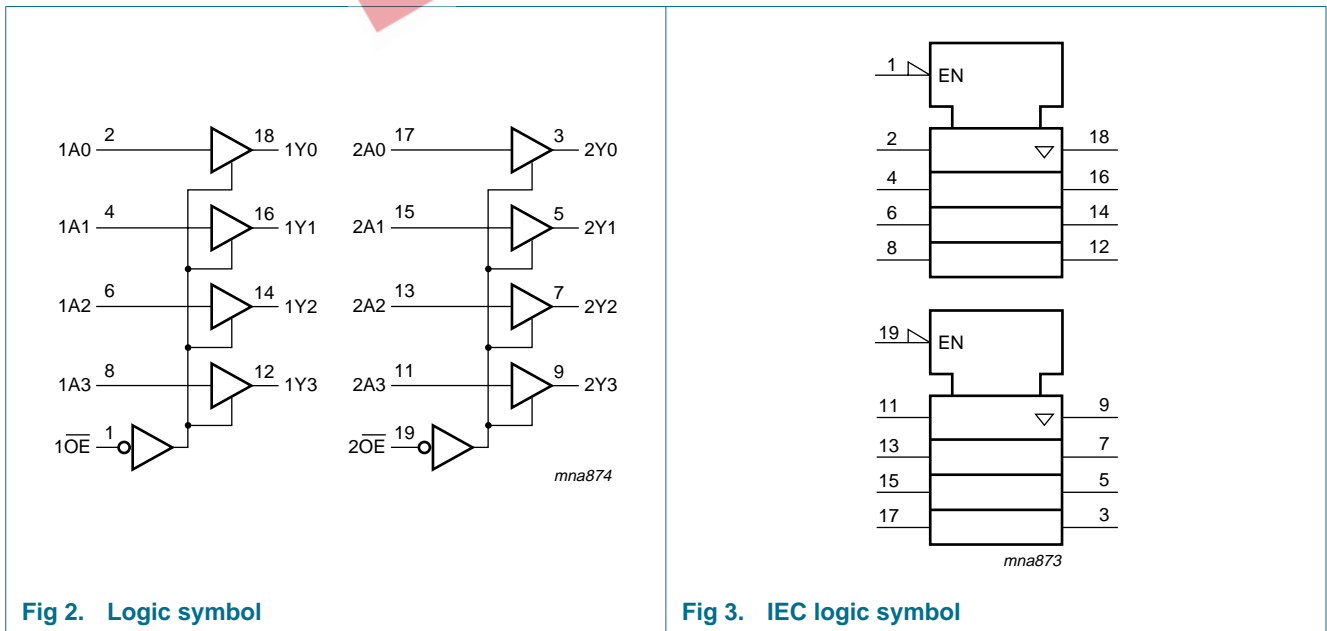 1A0 2 18 1Y0
1A1 4 16 1Y1
1A2 6 14 1Y2
1A3 8 12 1Y3
1OE 1
2A0 17 3 2Y0
2A1 15 5 2Y1
2A2 13 7 2Y2
2A3 11 9 2Y3
2OE 19
mna874
Fig 2. Logic symbol
1 EN
2 18
4 16
6 14
8 12
19 EN
11 9
13 7
15 5
17 3
mna873
Fig 3. IEC logic symbol